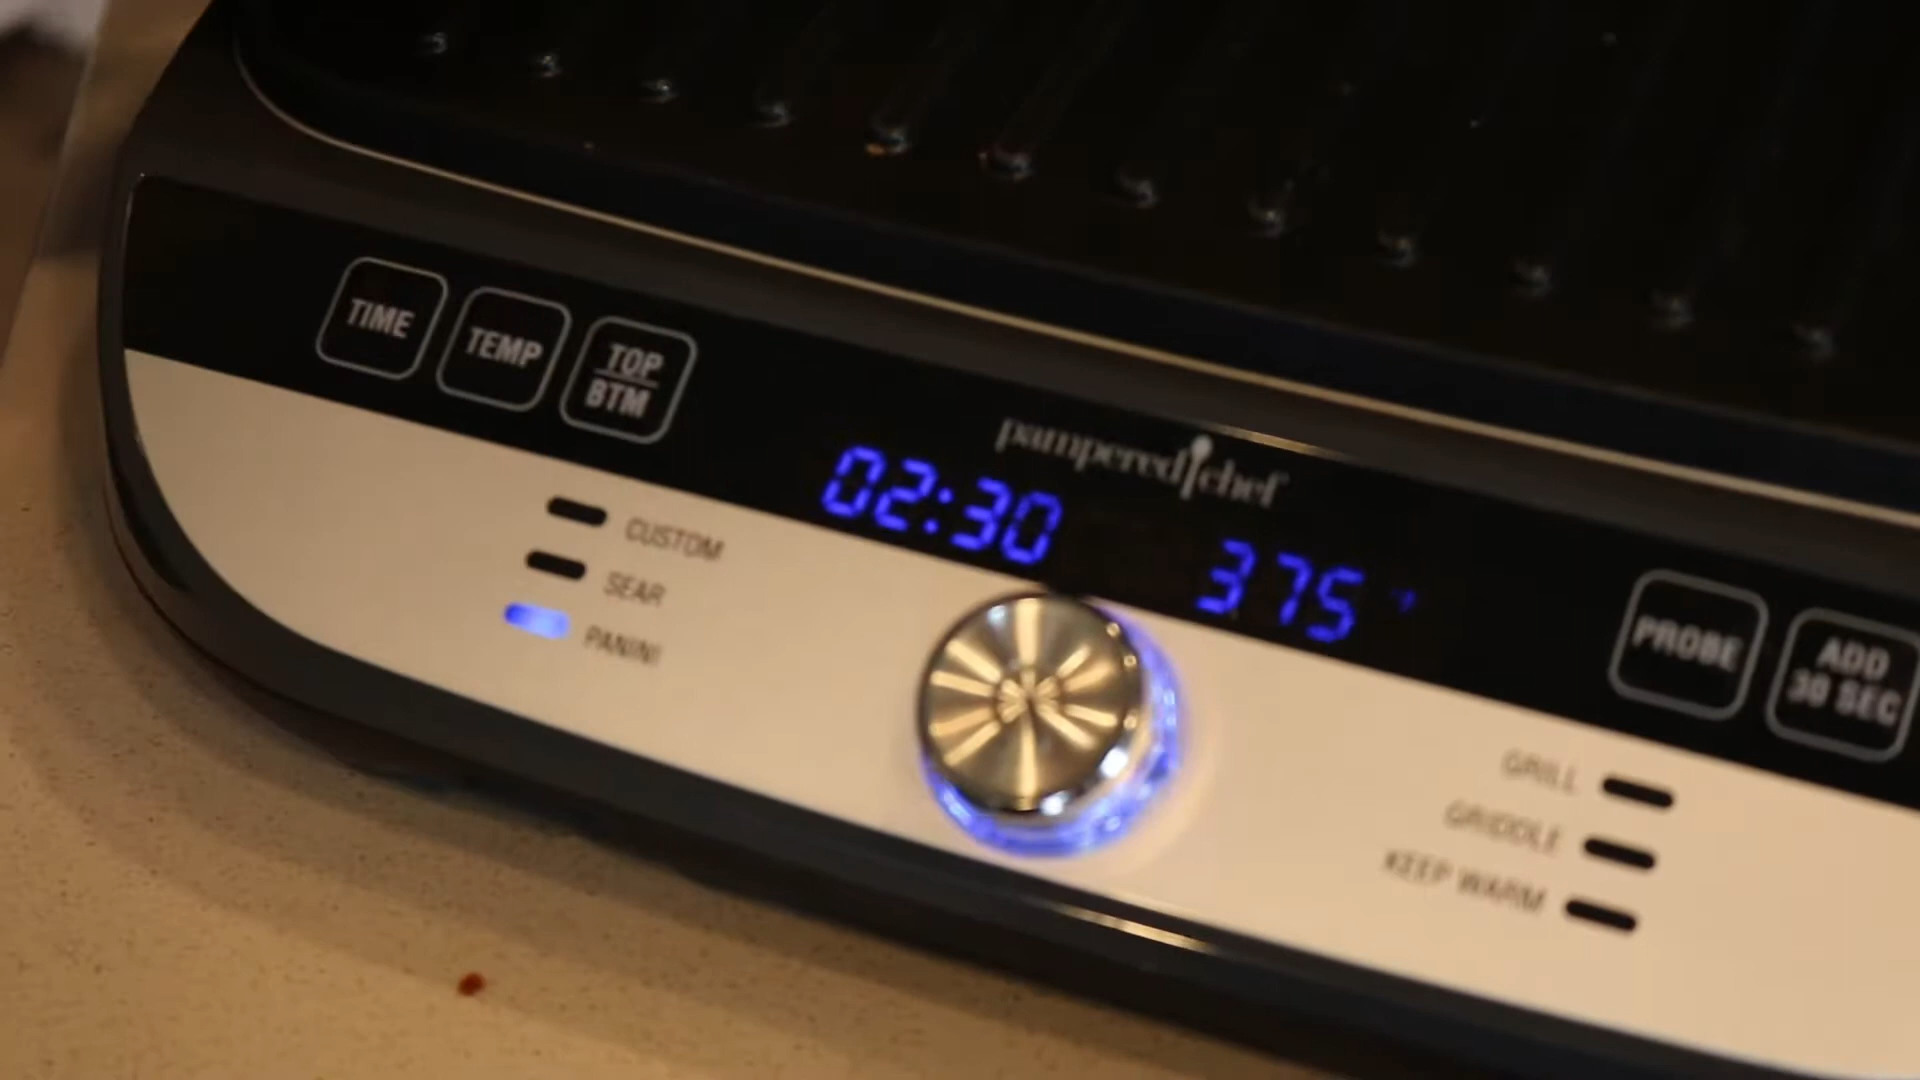 TIME
TEMP
TOP
BTM
pampered chef
02:30
375 °F
CUSTOM
SEAR
PANINI
PROBE
ADD
30 SEC
GRILL
GRIDDLE
KEEP WARM